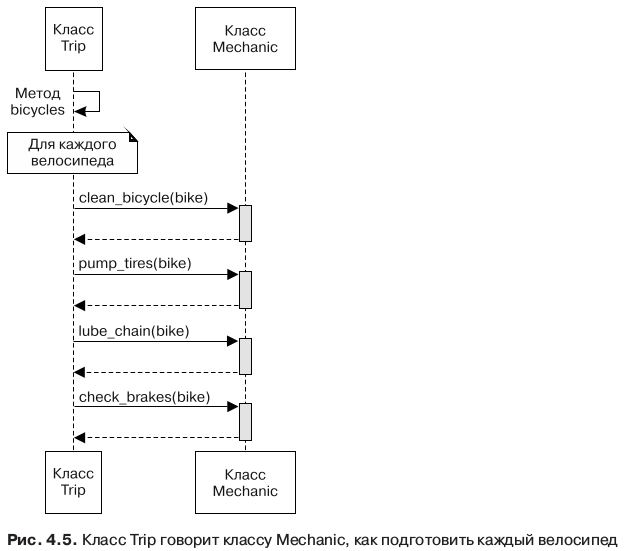 Класс
Trip
Класс
Mechanic
Метод
bicycles
Для каждого
велосипеда
clean_bicycle(bike)
pump_tires(bike)
lube_chain(bike)
check_brakes(bike)
Класс
Trip
Класс
Mechanic
Рис. 4.5. Класс Trip говорит классу Mechanic, как подготовить каждый велосипед